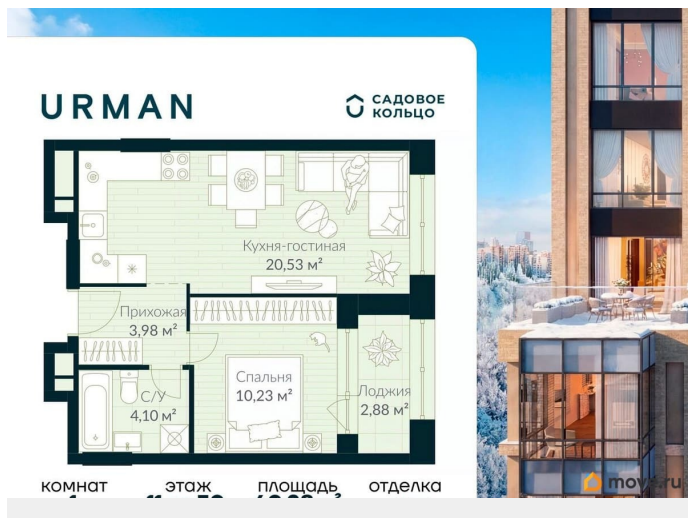 URMAN
САДОВОЕ
КОЛЬЦО
Кухня-гостиная
20,53 м²
Прихожая
3,98 м²
Спальня
10,23 м²
С/У
4,10 м²
Лоджия
2,88 м²
комнат этаж площадь отделка
move.ru